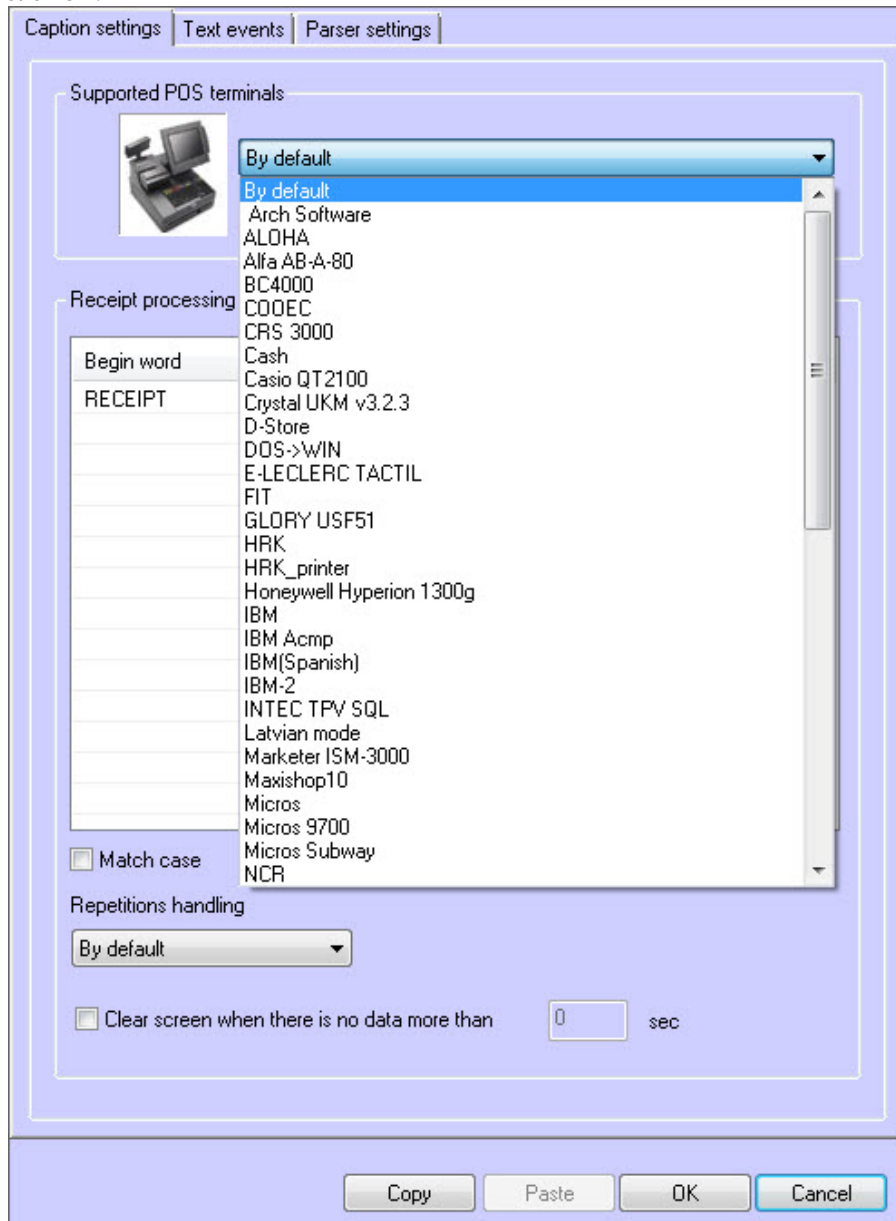 Caption settings Text events Parser settings
Supported POS terminals
By default
By default
Arch Software
ALOHA
Alfa AB-A-80
BC4000
COOEC
CRS 3000
Cash
Casio QT2100
Crystal UKM v3.2.3
D-Store
DOS->WIN
E-LECLERC TACTIL
FIT
GLORY USF51
HRK
HRK_printer
Honeywell Hyperion 1300g
IBM
IBM Acmp
IBM(Spanish)
IBM-2
INTEC TPV SQL
Latvian mode
Marketer ISM-3000
Maxishop10
Micros
Micros 9700
Micros Subway
NCR
Receipt processing
Begin word
RECEIPT
Match case
Repetitions handling
By default
Clear screen when there is no data more than 0 sec
Copy Paste OK Cancel